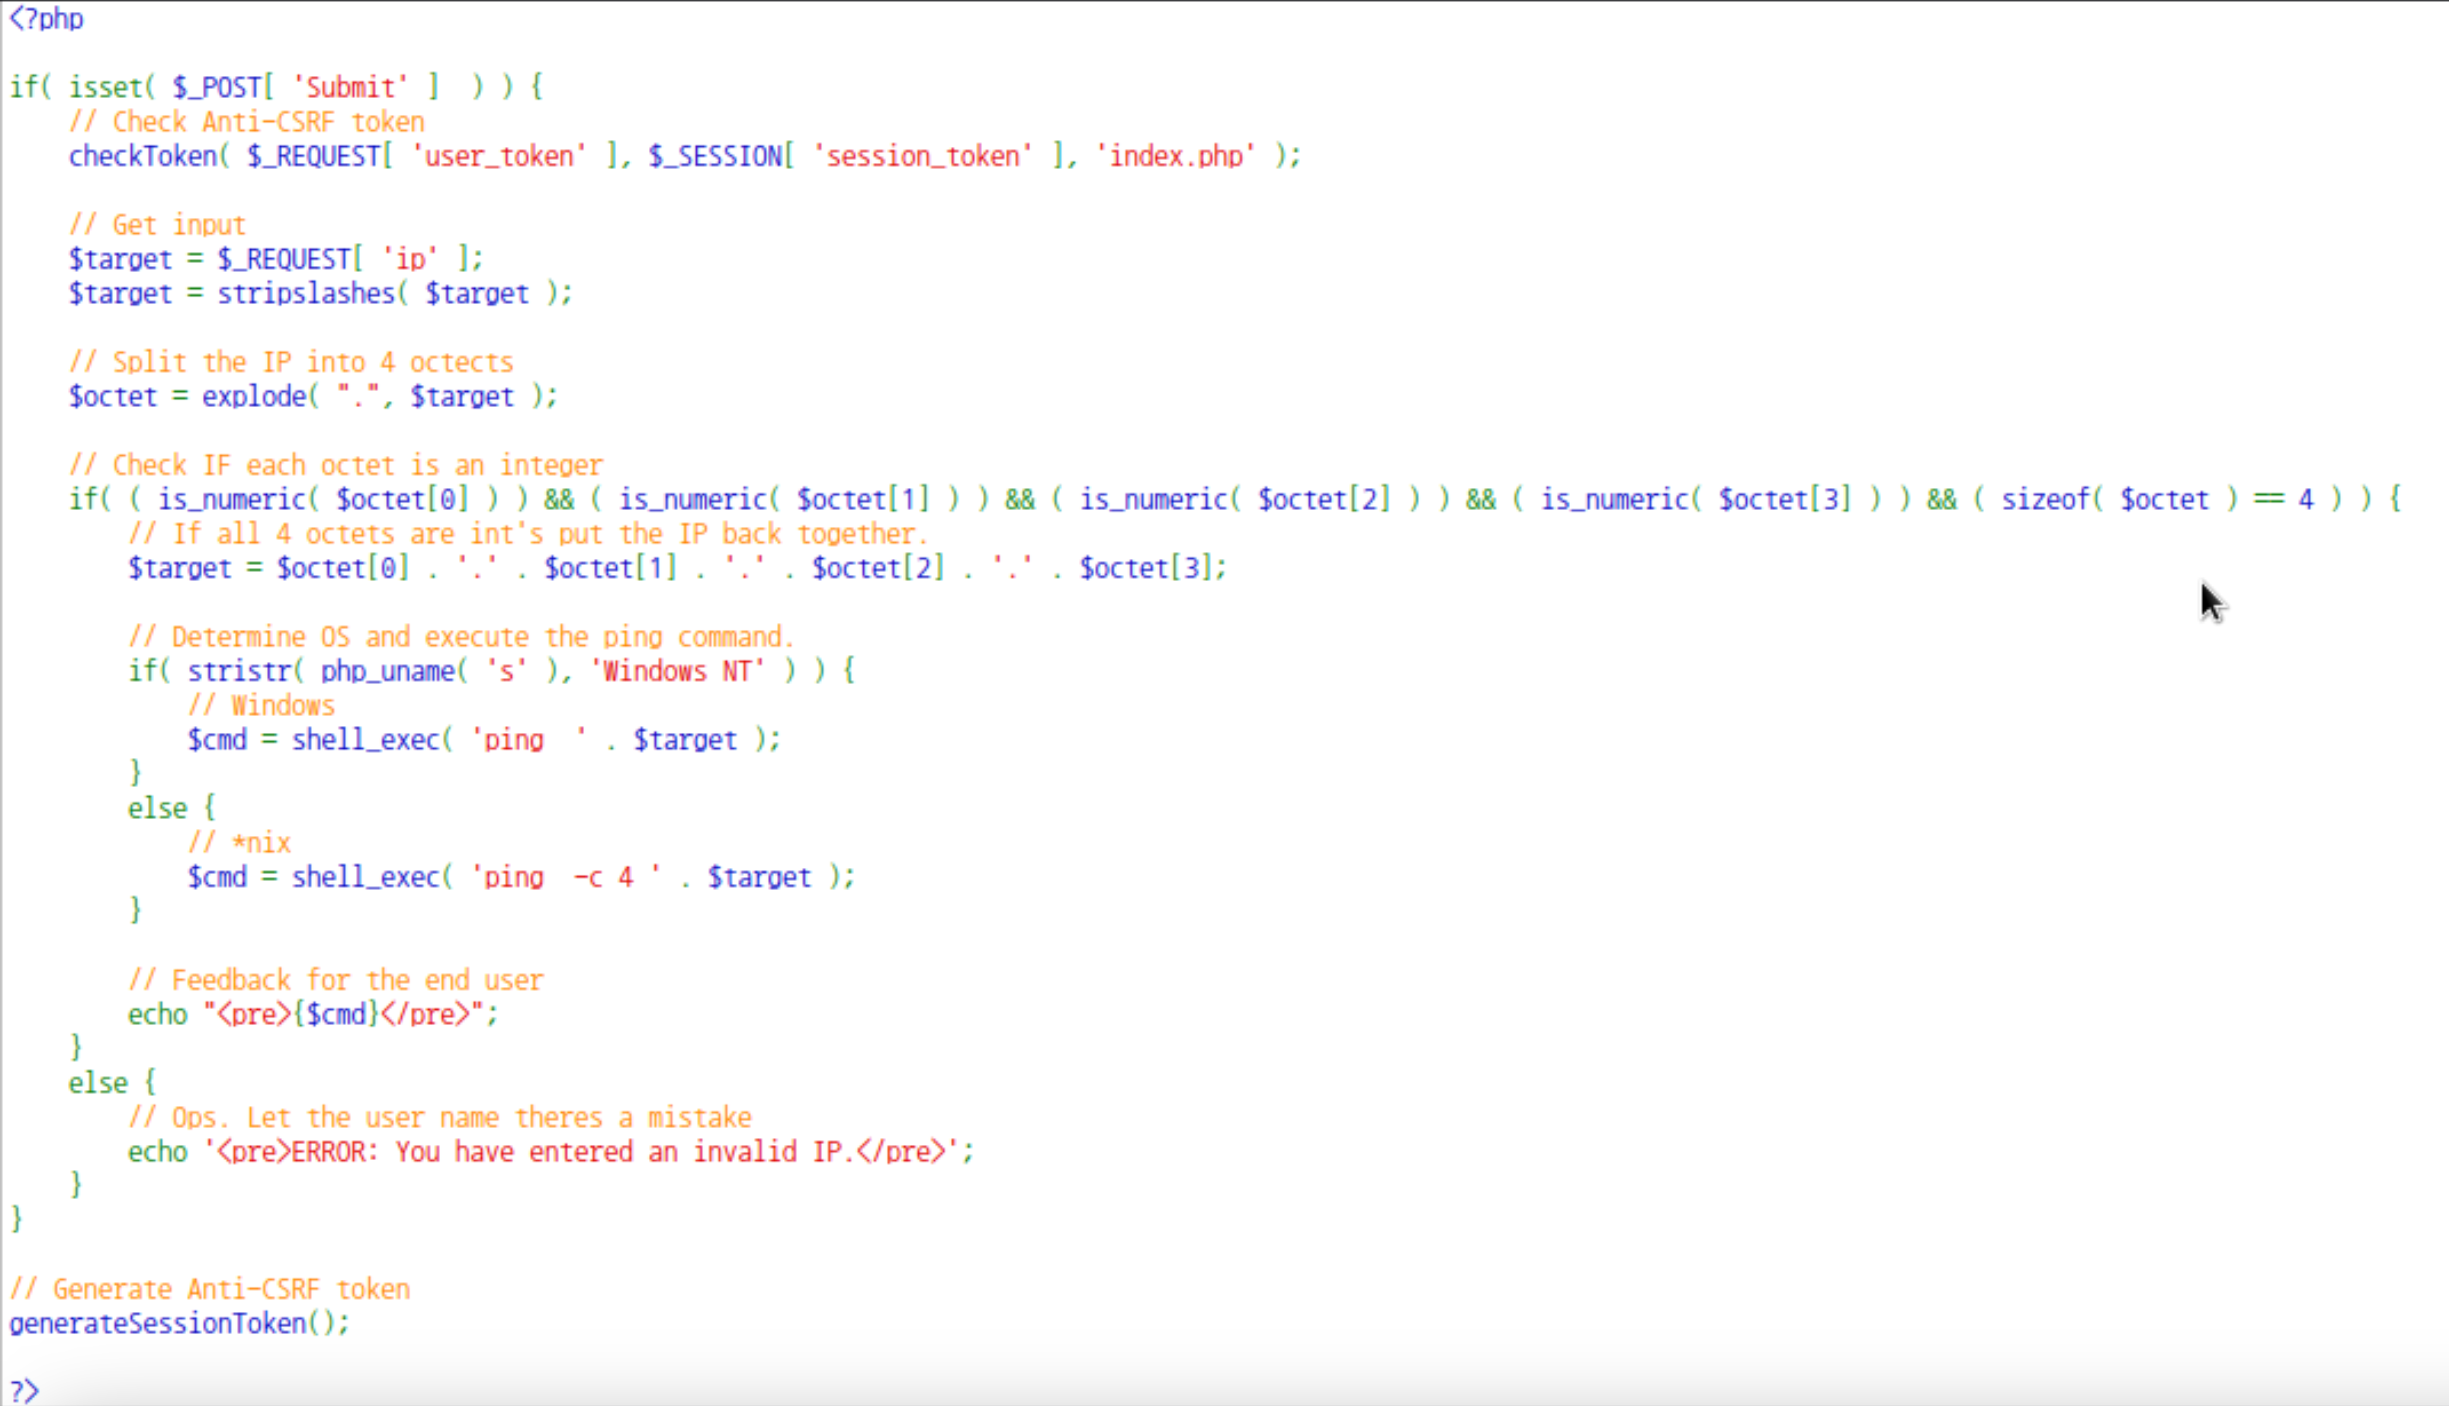 <?php

if( isset( $_POST[ 'Submit' ]  ) ) {
    // Check Anti-CSRF token
    checkToken( $_REQUEST[ 'user_token' ], $_SESSION[ 'session_token' ], 'index.php' );

    // Get input
    $target = $_REQUEST[ 'ip' ];
    $target = stripslashes( $target );

    // Split the IP into 4 octects
    $octet = explode( ".", $target );

    // Check IF each octet is an integer
    if( ( is_numeric( $octet[0] ) ) && ( is_numeric( $octet[1] ) ) && ( is_numeric( $octet[2] ) ) && ( is_numeric( $octet[3] ) ) && ( sizeof( $octet ) == 4 ) ) {
        // If all 4 octets are int's put the IP back together.
        $target = $octet[0] . '.' . $octet[1] . '.' . $octet[2] . '.' . $octet[3];

        // Determine OS and execute the ping command.
        if( stristr( php_uname( 's' ), 'Windows NT' ) ) {
            // Windows
            $cmd = shell_exec( 'ping  ' . $target );
        }
        else {
            // *nix
            $cmd = shell_exec( 'ping  -c 4 ' . $target );
        }

        // Feedback for the end user
        echo "<pre>{$cmd}</pre>";
    }
    else {
        // Ops. Let the user name theres a mistake
        echo '<pre>ERROR: You have entered an invalid IP.</pre>';
    }
}

// Generate Anti-CSRF token
generateSessionToken();

?>